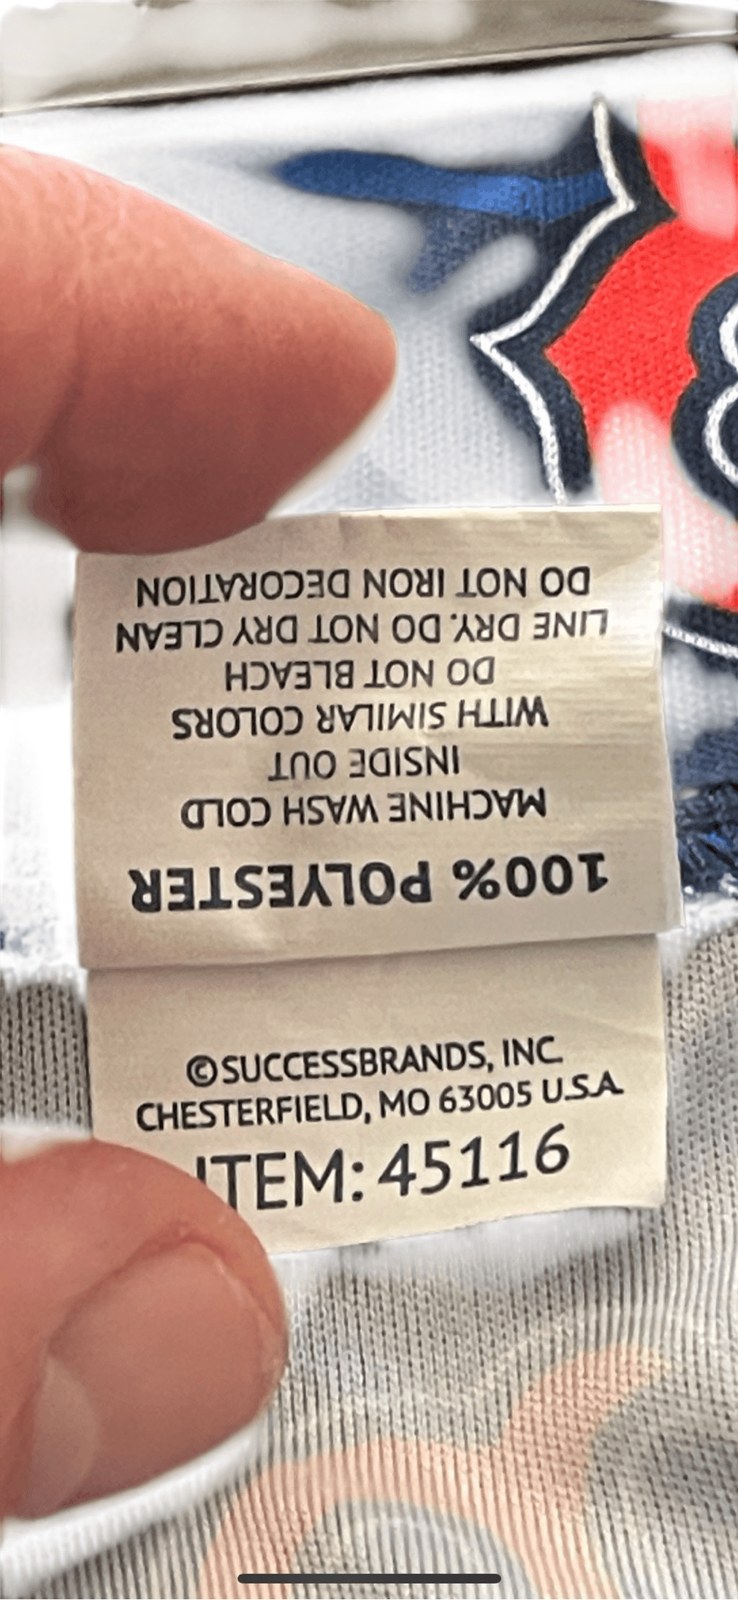 100% POLYESTER
MACHINE WASH COLD
INSIDE OUT
WITH SIMILAR COLORS
DO NOT BLEACH
LINE DRY. DO NOT DRY CLEAN
DO NOT IRON DECORATION
©SUCCESSBRANDS, INC.
CHESTERFIELD, MO 63005 U.S.A.
ITEM: 45116